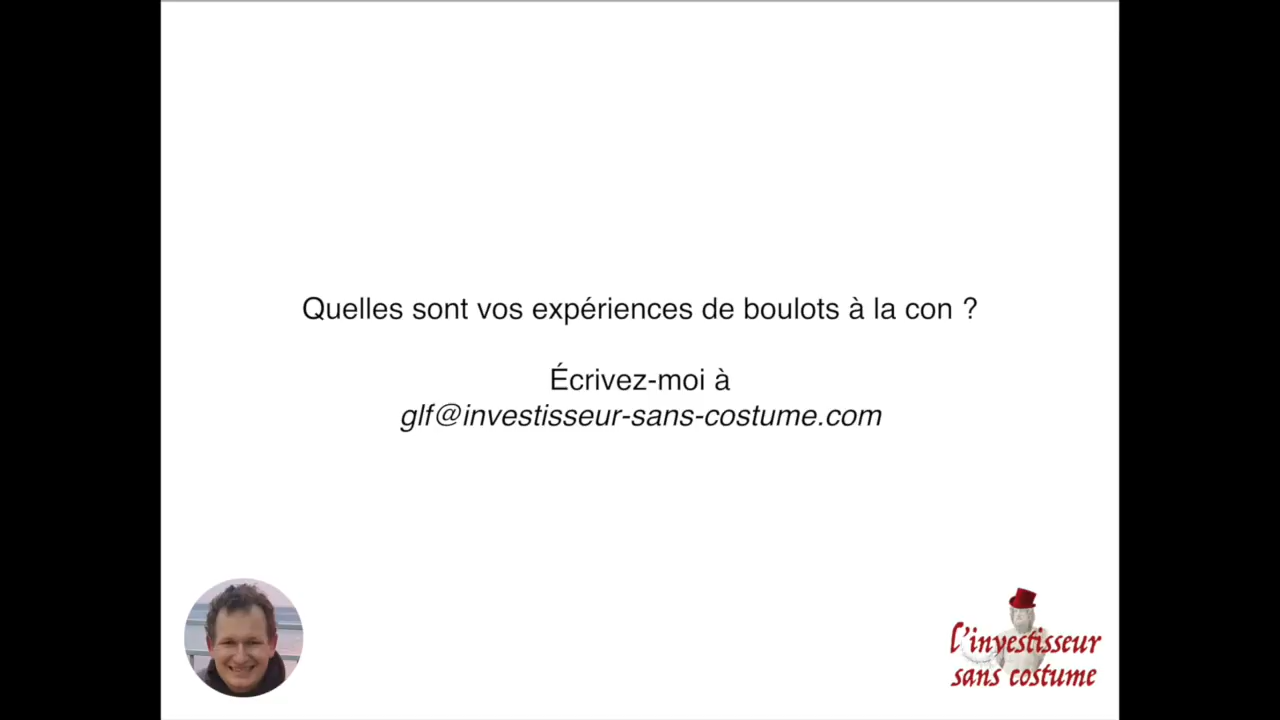 Quelles sont vos expériences de boulots à la con ?
Écrivez-moi à
glf@investisseur-sans-costume.com
l'investisseur
sans costume